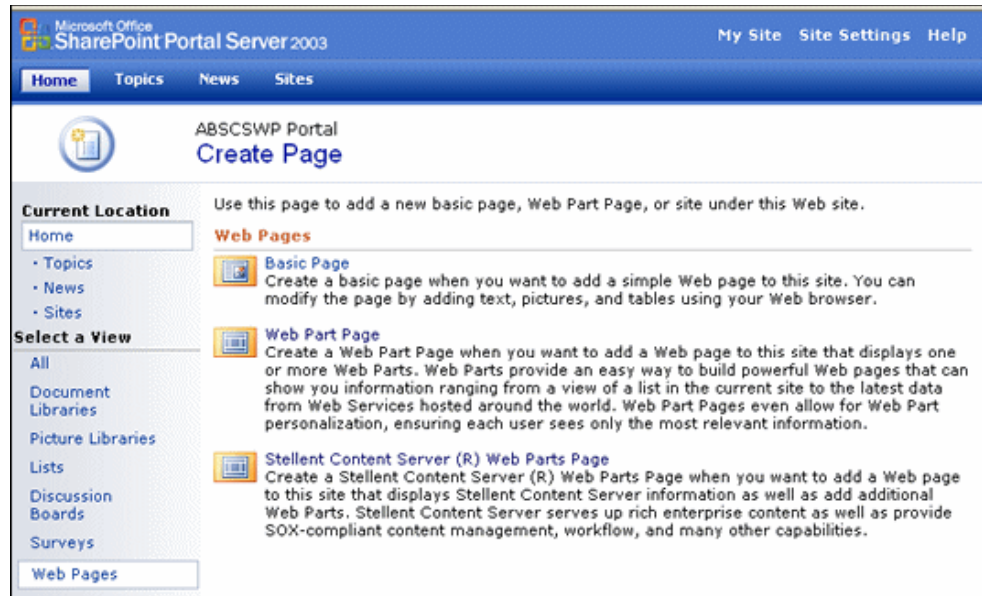 Microsoft Office
SharePoint Portal Server 2003
My Site Site Settings Help
Home Topics News Sites
ABSCSWP Portal
Create Page
Current Location
Home
· Topics
· News
· Sites
Select a View
All
Document
Libraries
Picture Libraries
Lists
Discussion
Boards
Surveys
Web Pages
Use this page to add a new basic page, Web Part Page, or site under this Web site.
Web Pages
Basic Page
Create a basic page when you want to add a simple Web page to this site. You can
modify the page by adding text, pictures, and tables using your Web browser.
Web Part Page
Create a Web Part Page when you want to add a Web page to this site that displays one
or more Web Parts. Web Parts provide an easy way to build powerful Web pages that can
show you information ranging from a view of a list in the current site to the latest data
from Web Services hosted around the world. Web Part Pages even allow for Web Part
personalization, ensuring each user sees only the most relevant information.
Stellent Content Server (R) Web Parts Page
Create a Stellent Content Server (R) Web Parts Page when you want to add a Web page
to this site that displays Stellent Content Server information as well as add additional
Web Parts. Stellent Content Server serves up rich enterprise content as well as provide
SOX-compliant content management, workflow, and many other capabilities.